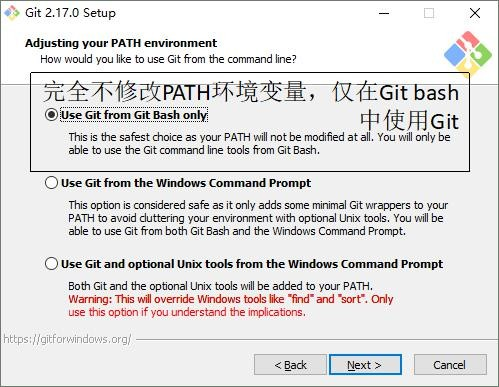 Git 2.17.0 Setup
Adjusting your PATH environment
How would you like to use Git from the command line?
完全不修改PATH环境变量，仅在Git bash
中使用Git
Use Git from Git Bash only
This is the safest choice as your PATH will not be modified at all. You will only be
able to use the Git command line tools from Git Bash.
Use Git from the Windows Command Prompt
This option is considered safe as it only adds some minimal Git wrappers to your
PATH to avoid cluttering your environment with optional Unix tools. You will be
able to use Git from both Git Bash and the Windows Command Prompt.
Use Git and optional Unix tools from the Windows Command Prompt
Both Git and the optional Unix tools will be added to your PATH.
Warning: This will override Windows tools like "find" and "sort". Only
use this option if you understand the implications.
https://gitforwindows.org/
< Back
Next >
Cancel